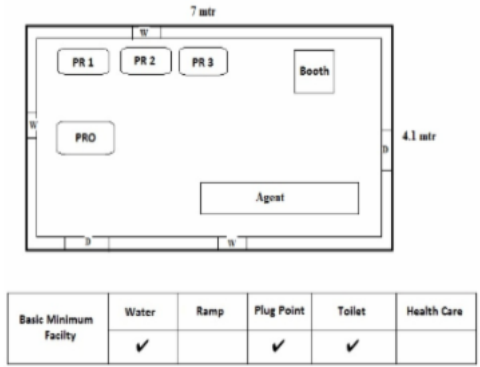 7 mtr
W
PR 1 PR 2 PR 3
Booth
W
PRO
4.1 mtr
D
Agent
D W
Basic Minimum Facilty Water Ramp Plug Point Toilet Health Care
✔ ✔ ✔